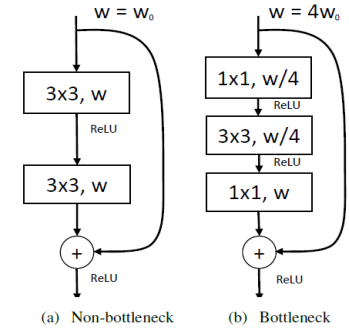 w = w₀
3x3, w
ReLU
3x3, w
+
ReLU
(a) Non-bottleneck
w = 4w₀
1x1, w/4
ReLU
3x3, w/4
ReLU
1x1, w
+
ReLU
(b) Bottleneck